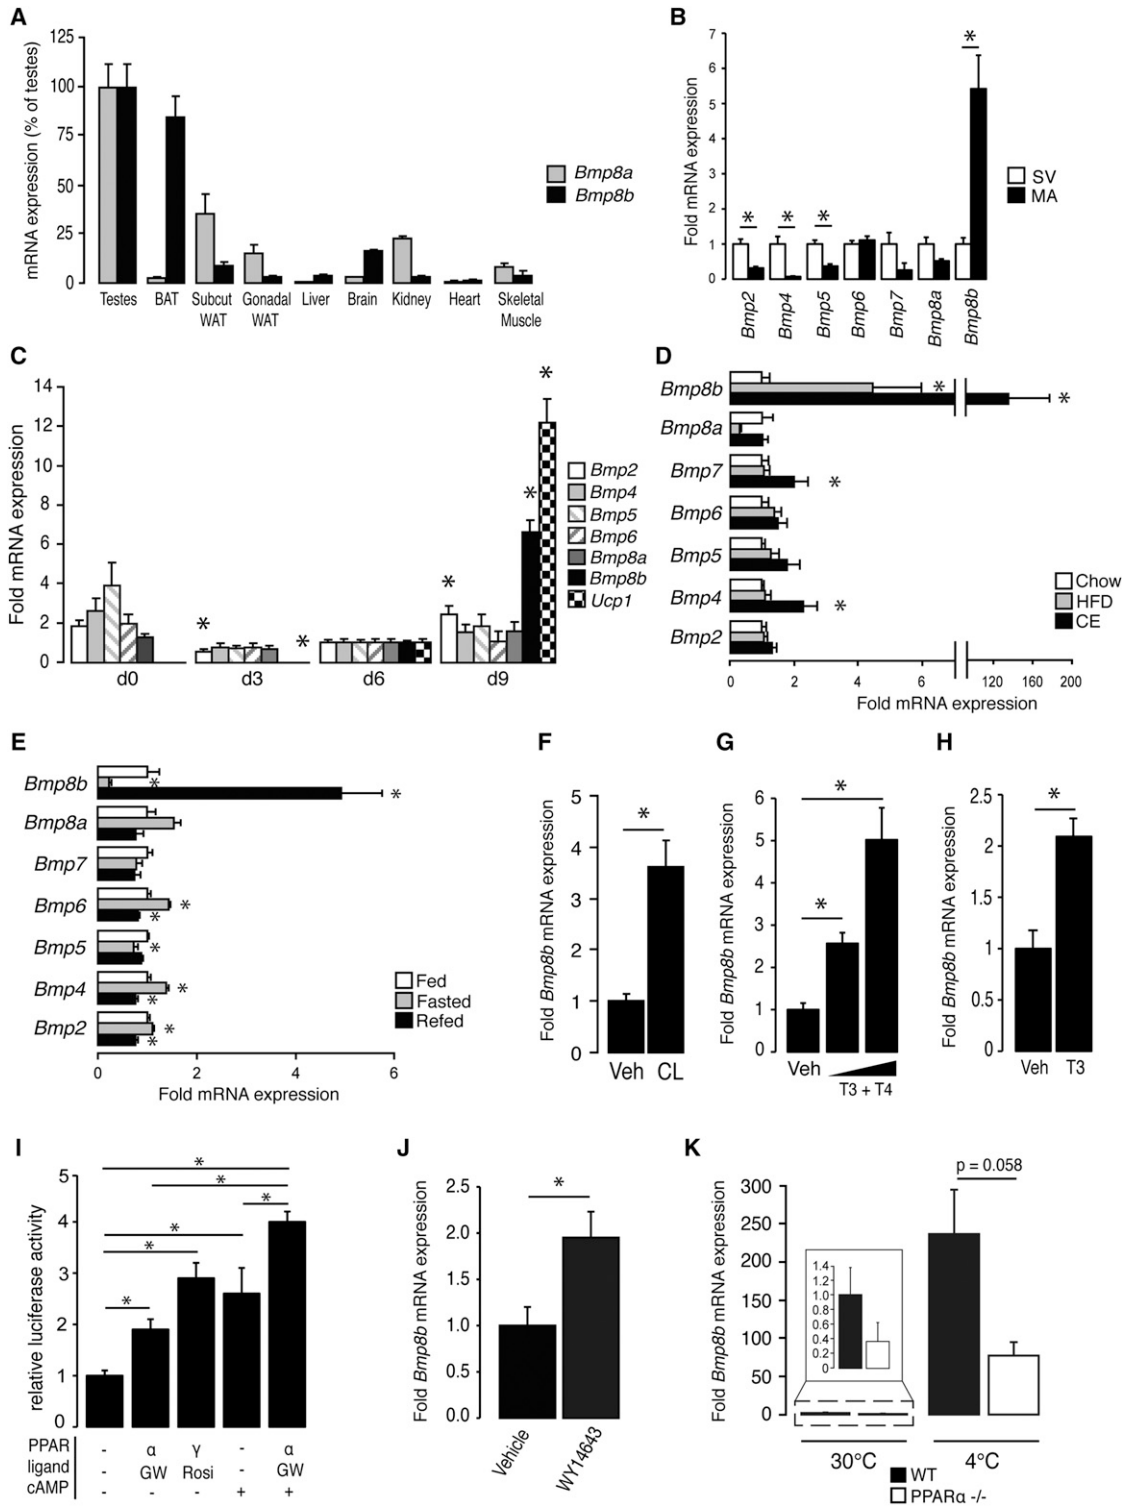 A
mRNA expression (% of testes)
125
100
75
50
25
0
Testes BAT Subcut WAT Gonadal WAT Liver Brain Kidney Heart Skeletal Muscle
Bmp8a
Bmp8b
B
Fold mRNA expression
7
6
5
4
3
2
1
0
* * * *
Bmp2 Bmp4 Bmp5 Bmp6 Bmp7 Bmp8a Bmp8b
SV
MA
C
Fold mRNA expression
14
12
10
8
6
4
2
0
* * * * *
d0 d3 d6 d9
Bmp2
Bmp4
Bmp5
Bmp6
Bmp8a
Bmp8b
Ucp1
D
Bmp8b * *
Bmp8a
Bmp7 *
Bmp6
Bmp5
Bmp4 *
Bmp2
Chow
HFD
CE
0 2 4 6 120 160 200
Fold mRNA expression
E
Bmp8b * *
Bmp8a
Bmp7
Bmp6 * *
Bmp5 *
Bmp4 * *
Bmp2 * *
Fed
Fasted
Refed
0 2 4 6
Fold mRNA expression
F
Fold Bmp8b mRNA expression
5
4
3
2
1
0
*
Veh CL
G
Fold Bmp8b mRNA expression
6
5
4
3
2
1
0
* *
Veh
T3 + T4
H
Fold Bmp8b mRNA expression
2.5
2
1.5
1
0.5
0
*
Veh T3
I
relative luciferase activity
5
4
3
2
1
0
* * * * * *
PPAR - α γ - α
ligand - GW Rosi - GW
cAMP - - - + +
J
Fold Bmp8b mRNA expression
2.5
2.0
1.5
1.0
0.5
0.0
*
Vehicle WY14643
K
Fold Bmp8b mRNA expression
300
250
200
150
100
50
0
1.4
1.2
1
0.8
0.6
0.4
0.2
0
p = 0.058
30°C 4°C
WT
PPARα -/-